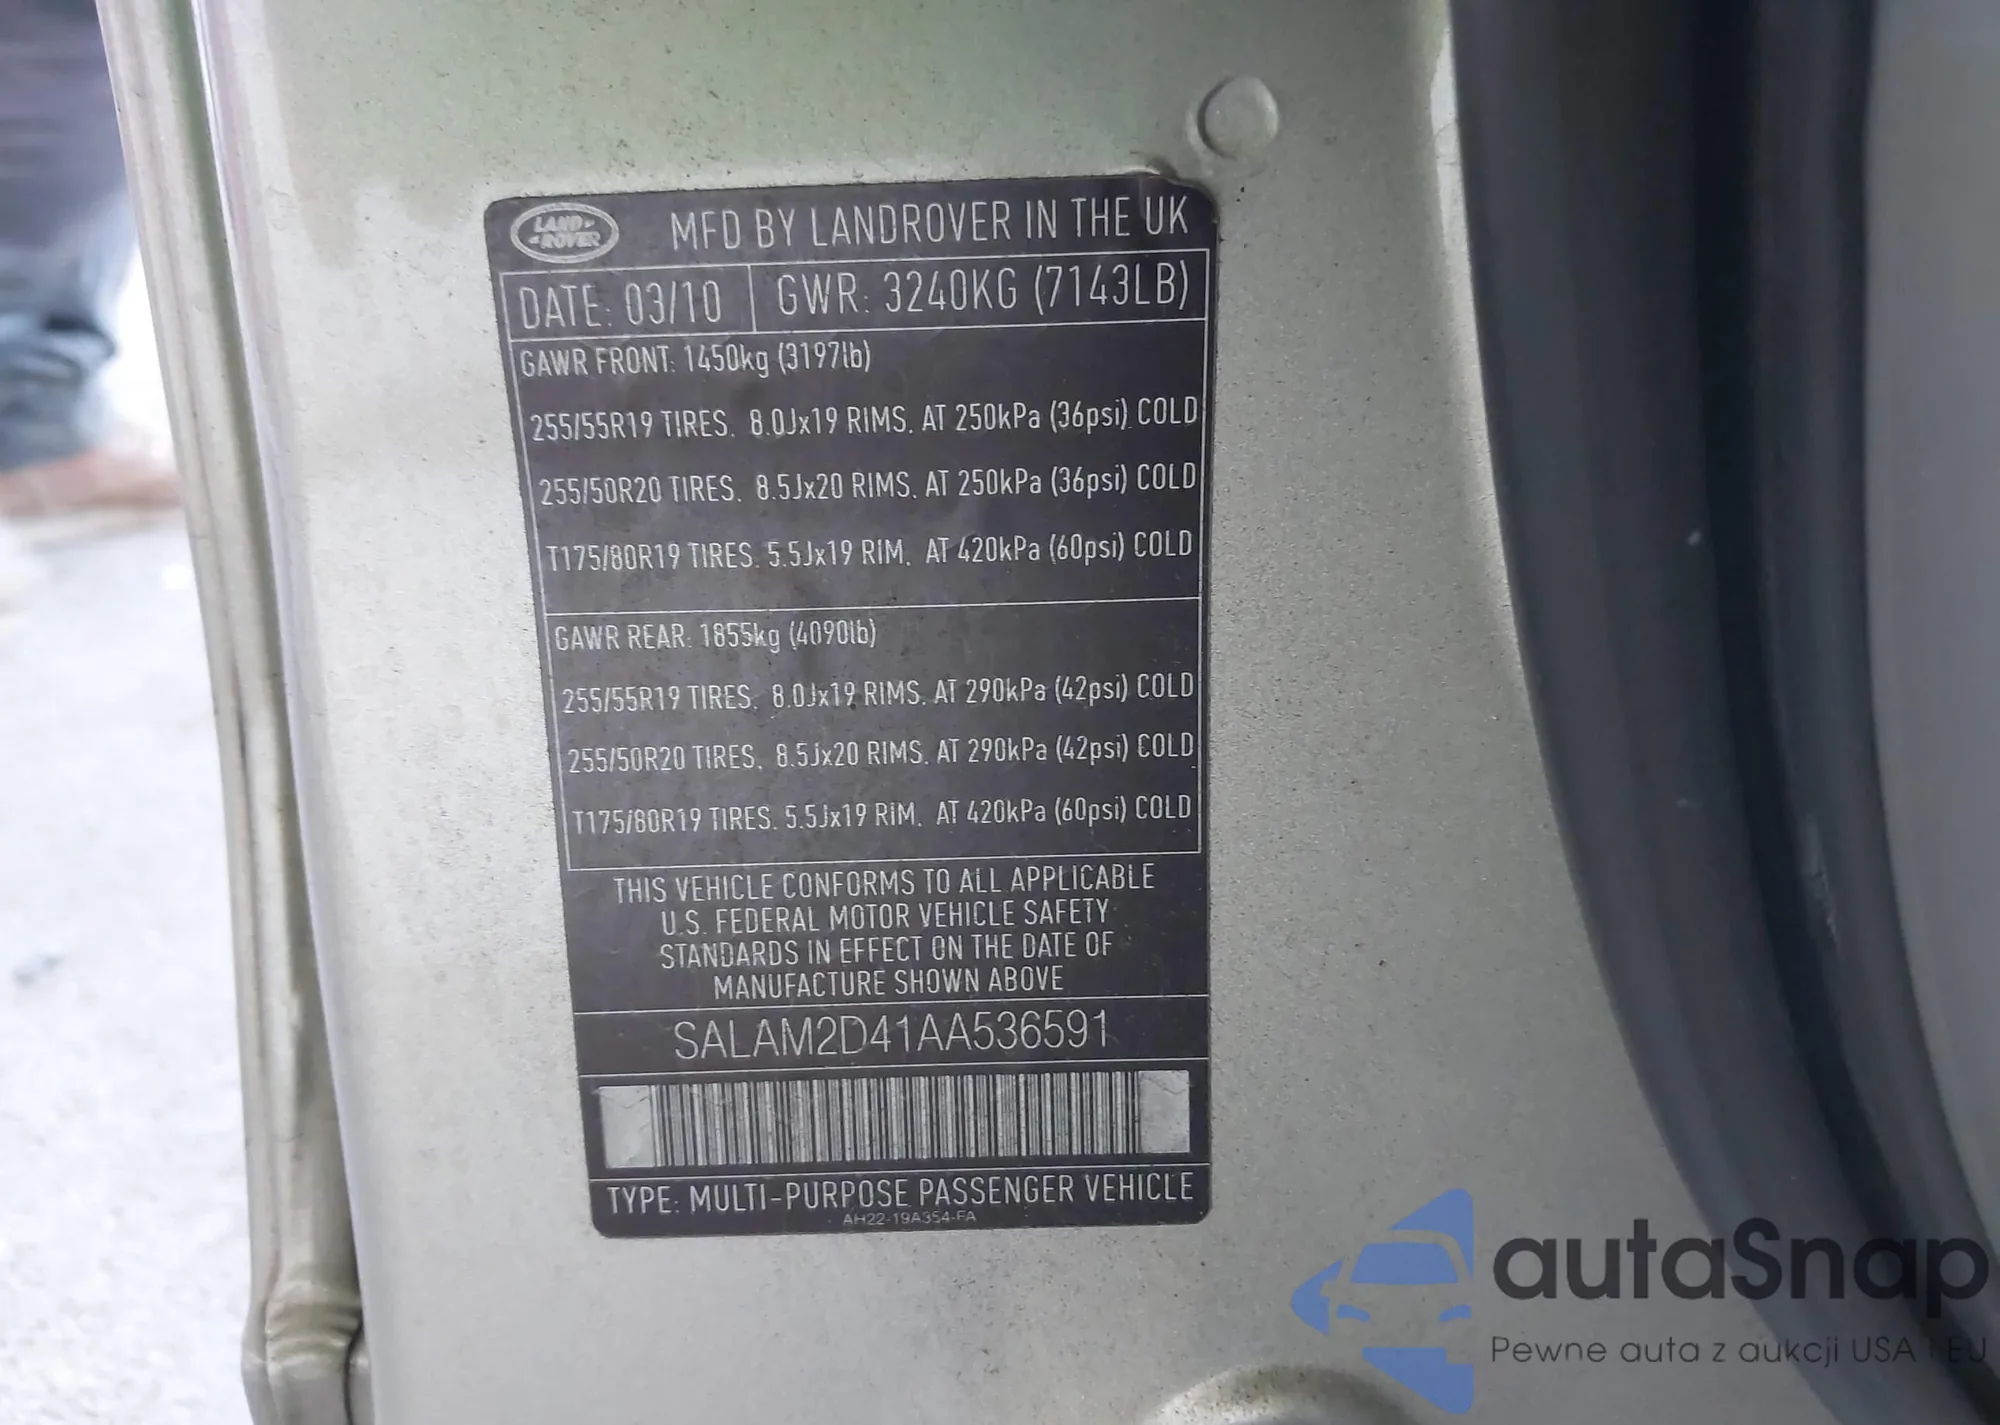 LAND
ROVER
MFD BY LANDROVER IN THE UK
DATE: 03/10 GWR: 3240KG (7143LB)
GAWR FRONT: 1450kg (3197lb)
255/55R19 TIRES. 8.0Jx19 RIMS. AT 250kPa (36psi) COLD
255/50R20 TIRES. 8.5Jx20 RIMS. AT 250kPa (36psi) COLD
T175/80R19 TIRES. 5.5Jx19 RIM. AT 420kPa (60psi) COLD
GAWR REAR: 1855kg (4090lb)
255/55R19 TIRES. 8.0Jx19 RIMS. AT 290kPa (42psi) COLD
255/50R20 TIRES. 8.5Jx20 RIMS. AT 290kPa (42psi) COLD
T175/80R19 TIRES. 5.5Jx19 RIM. AT 420kPa (60psi) COLD
THIS VEHICLE CONFORMS TO ALL APPLICABLE
U.S. FEDERAL MOTOR VEHICLE SAFETY
STANDARDS IN EFFECT ON THE DATE OF
MANUFACTURE SHOWN ABOVE
SALAM2D41AA536591
TYPE: MULTI-PURPOSE PASSENGER VEHICLE
AH22-19A354-FA
autaSnap
Pewne auta z aukcji USA i EU